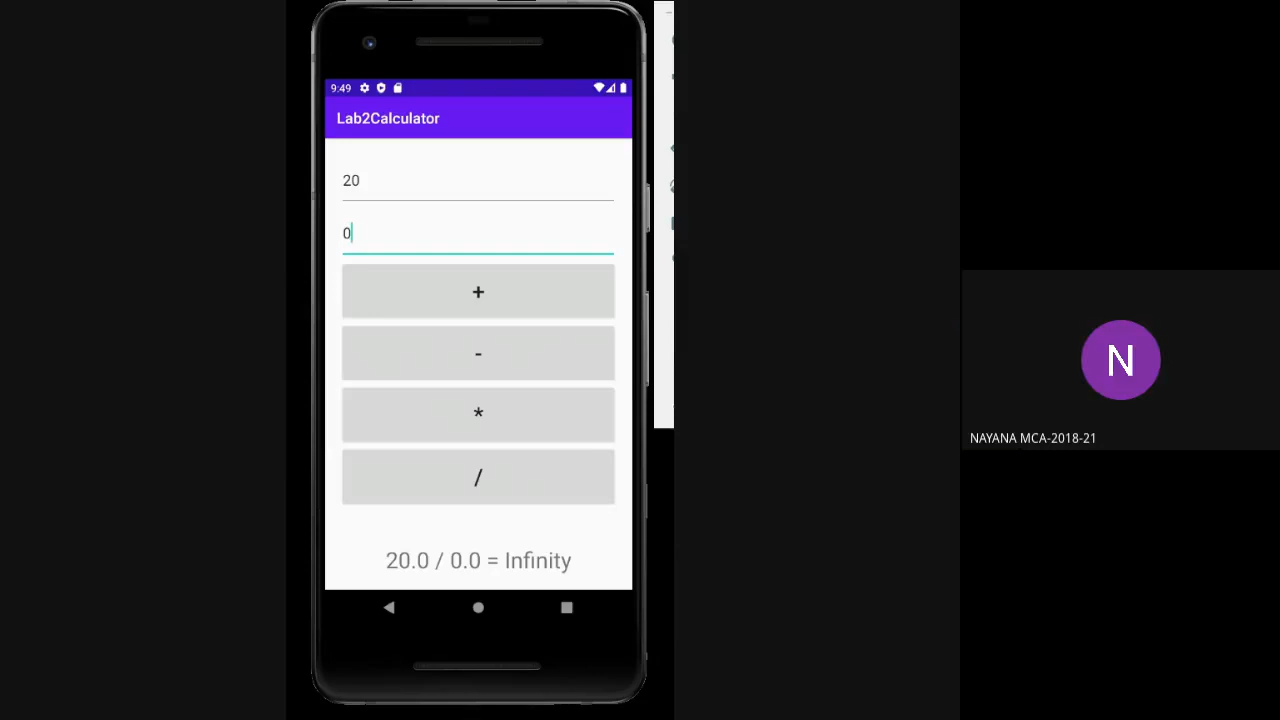 9:49
Lab2Calculator
20
0
+
-
*
/
20.0 / 0.0 = Infinity
N
NAYANA MCA-2018-21